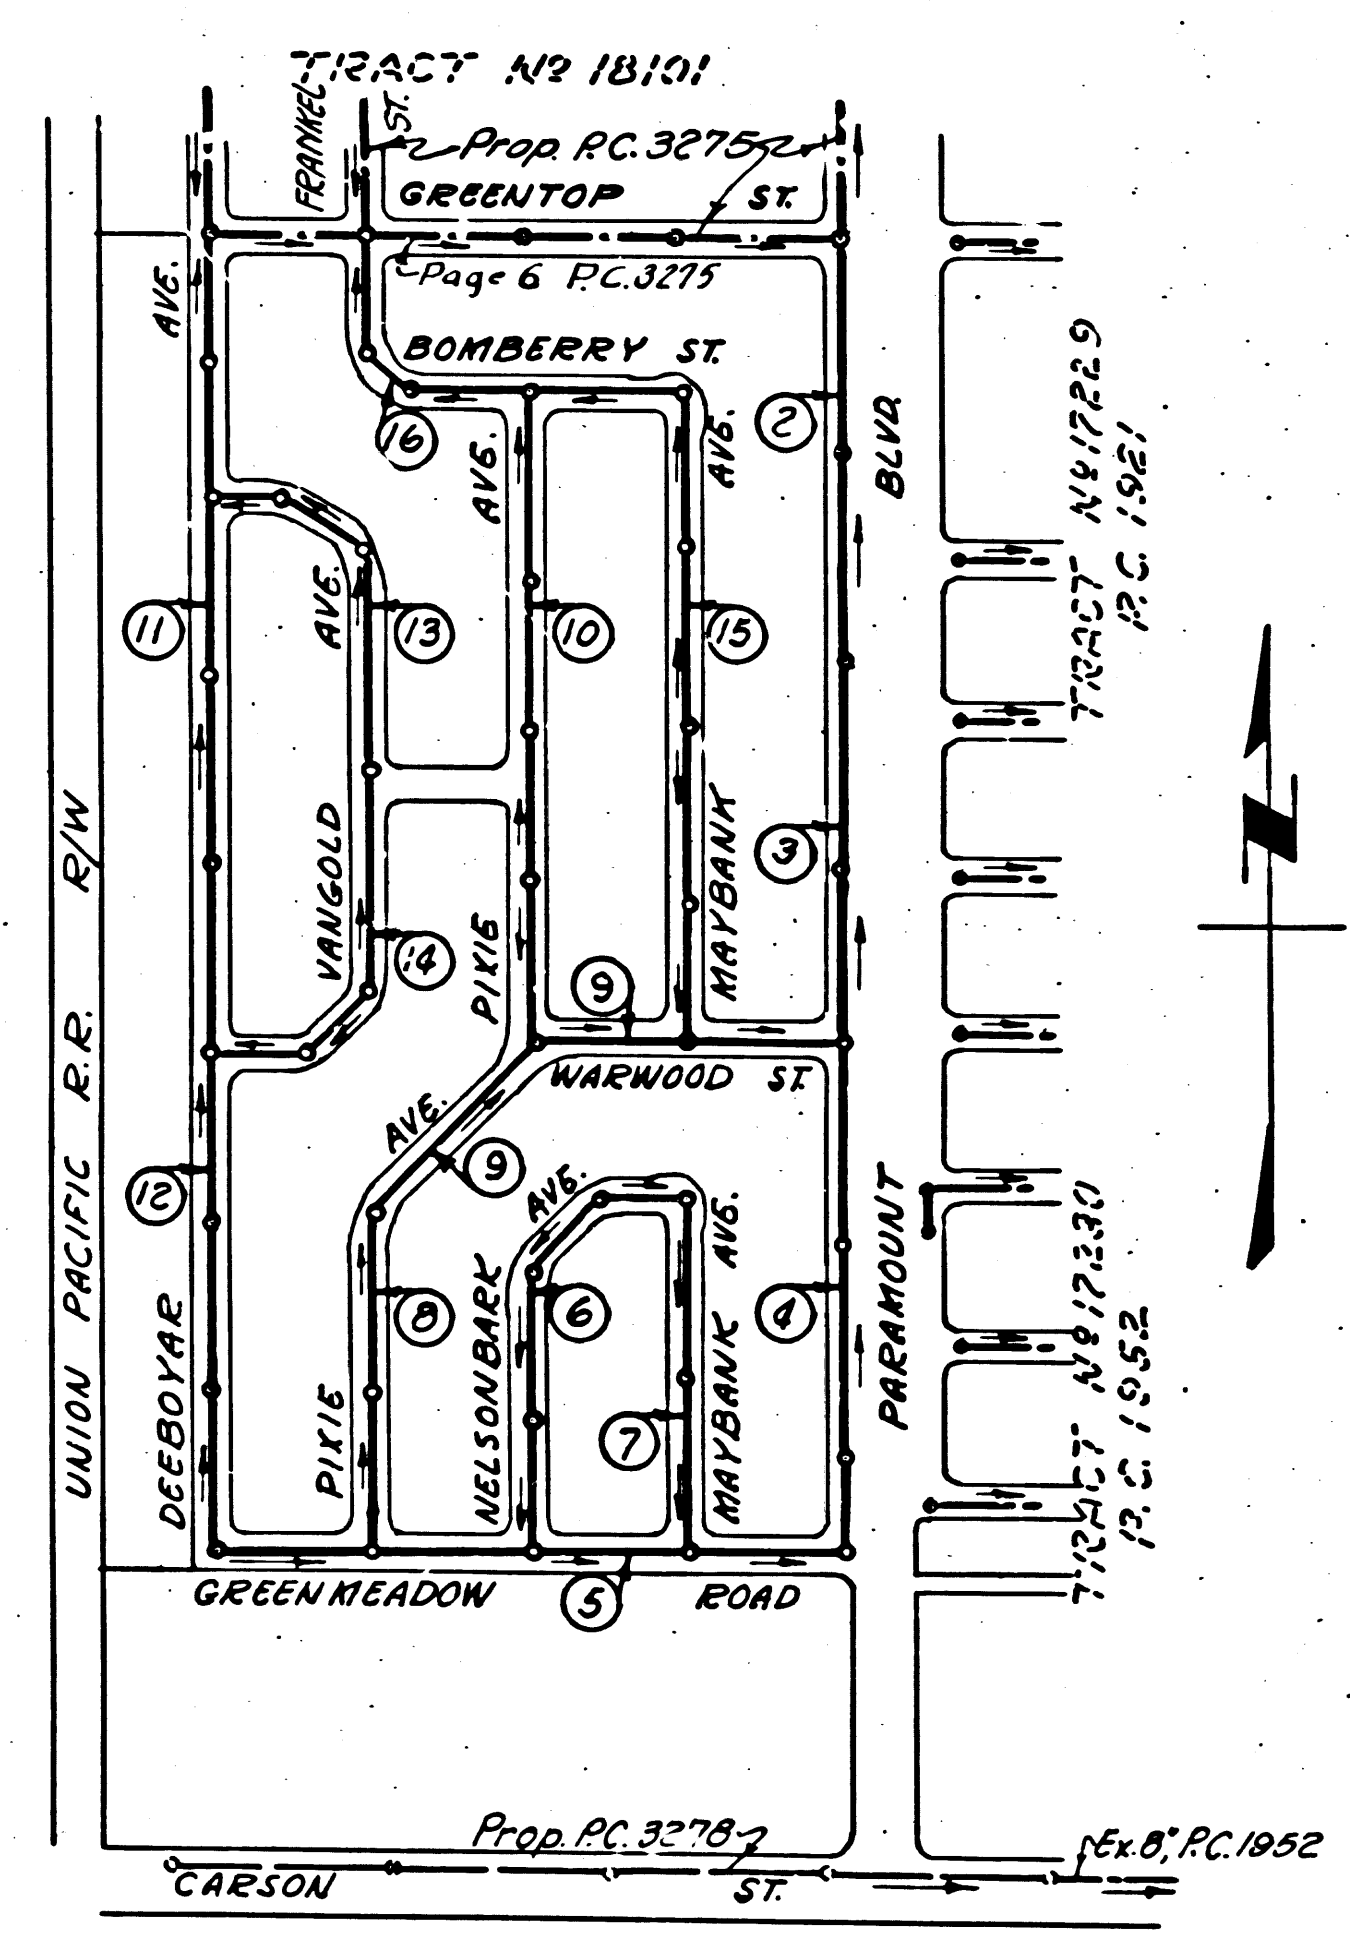 TRACT Nº 18101
FRANKEL ST.
Prop. P.C. 3275
GREENTOP ST.
Page 6 P.C. 3275
AVE.
BOMBERRY ST.
16
2
AVE.
AVE.
BLVD.
TRACT Nº 17229
P.C. 1921
11
AVE.
13
10
15
UNION PACIFIC R.R. R/W
VANGOLD
14
PIXIE
MAYBANK
3
9
WARWOOD ST.
AVE.
9
12
AVE.
AVE.
N
DEEBOYAR
PIXIE
8
NELSONBARK
6
7
MAYBANK
4
PARAMOUNT
TRACT Nº 17230
P.C. 1952
GREENMEADOW ROAD
5
Prop. P.C. 3278
Ex. 8", P.C. 1952
CARSON ST.